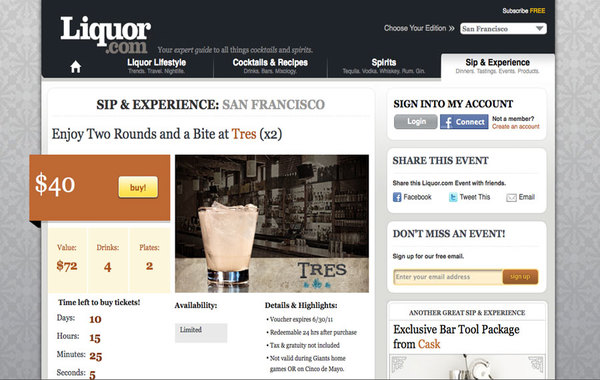 Subscribe FREE
Liquor
.com
Your expert guide to all things cocktails and spirits.
Choose Your Edition »
San Francisco
Liquor Lifestyle
Trends. Travel. Nightlife.
Cocktails & Recipes
Drinks. Bars. Mixology.
Spirits
Tequila. Vodka. Whiskey. Rum. Gin.
Sip & Experience
Dinners. Tastings. Events. Products.
SIP & EXPERIENCE: SAN FRANCISCO
Enjoy Two Rounds and a Bite at Tres (x2)
$40
buy!
Value:
$72
Drinks:
4
Plates:
2
Time left to buy tickets!
Days: 10
Hours: 15
Minutes: 25
Seconds: 5
TRES
Availability:
Limited
Details & Highlights:
• Voucher expires 6/30/11
• Redeemable 24 hrs after purchase
• Tax & gratuity not included
• Not valid during Giants home
games OR on Cinco de Mayo.
SIGN INTO MY ACCOUNT
Login
f Connect
Not a member?
Create an account
SHARE THIS EVENT
Share this Liquor.com Event with friends.
Facebook
Tweet This
Email
DON'T MISS AN EVENT!
Sign up for our free email.
Enter your email address
sign up
ANOTHER GREAT SIP & EXPERIENCE
Exclusive Bar Tool Package
from Cask